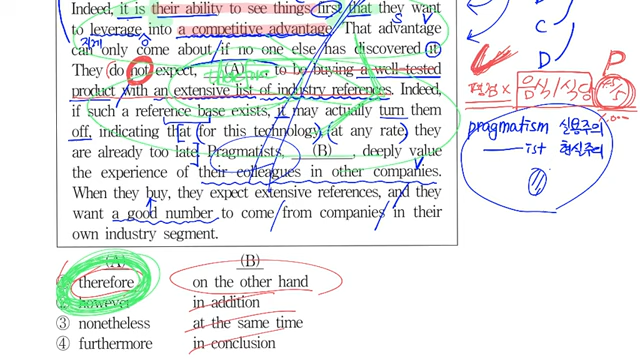 Indeed, it is their ability to see things first that they want
to leverage into a competitive advantage. That advantage
can only come about if no one else has discovered it.
They do not expect, (A) to be buying a well-tested
product with an extensive list of industry references. Indeed,
if such a reference base exists, it may actually turn them
off, indicating that (for this technology, at any rate) they
are already too late. Pragmatists, (B), deeply value
the experience of their colleagues in other companies.
When they buy, they expect extensive references, and they
want a good number to come from companies in their
own industry segment.
(A) (B)
therefore on the other hand
② however in addition
③ nonetheless at the same time
④ furthermore in conclusion
S
V
C
D
P
pragmatism 실용주의
ist 현실주의